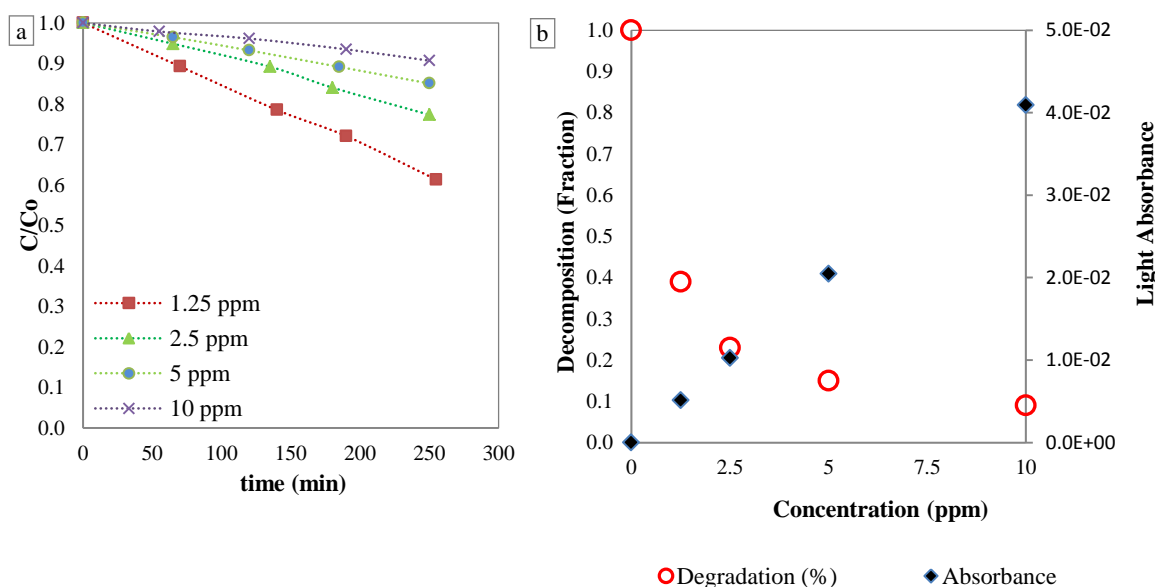 a
1.0
0.9
0.8
0.7
0.6
0.5
0.4
0.3
0.2
0.1
0.0
C/Co
1.25 ppm
2.5 ppm
5 ppm
10 ppm
0
50
100
150
200
250
300
time (min)
b
1.0
0.9
0.8
0.7
0.6
0.5
0.4
0.3
0.2
0.1
0.0
Decomposition (Fraction)
5.0E-02
4.0E-02
3.0E-02
2.0E-02
1.0E-02
0.0E+00
Light Absorbance
0
2.5
5
7.5
10
Concentration (ppm)
Degradation (%)
Absorbance